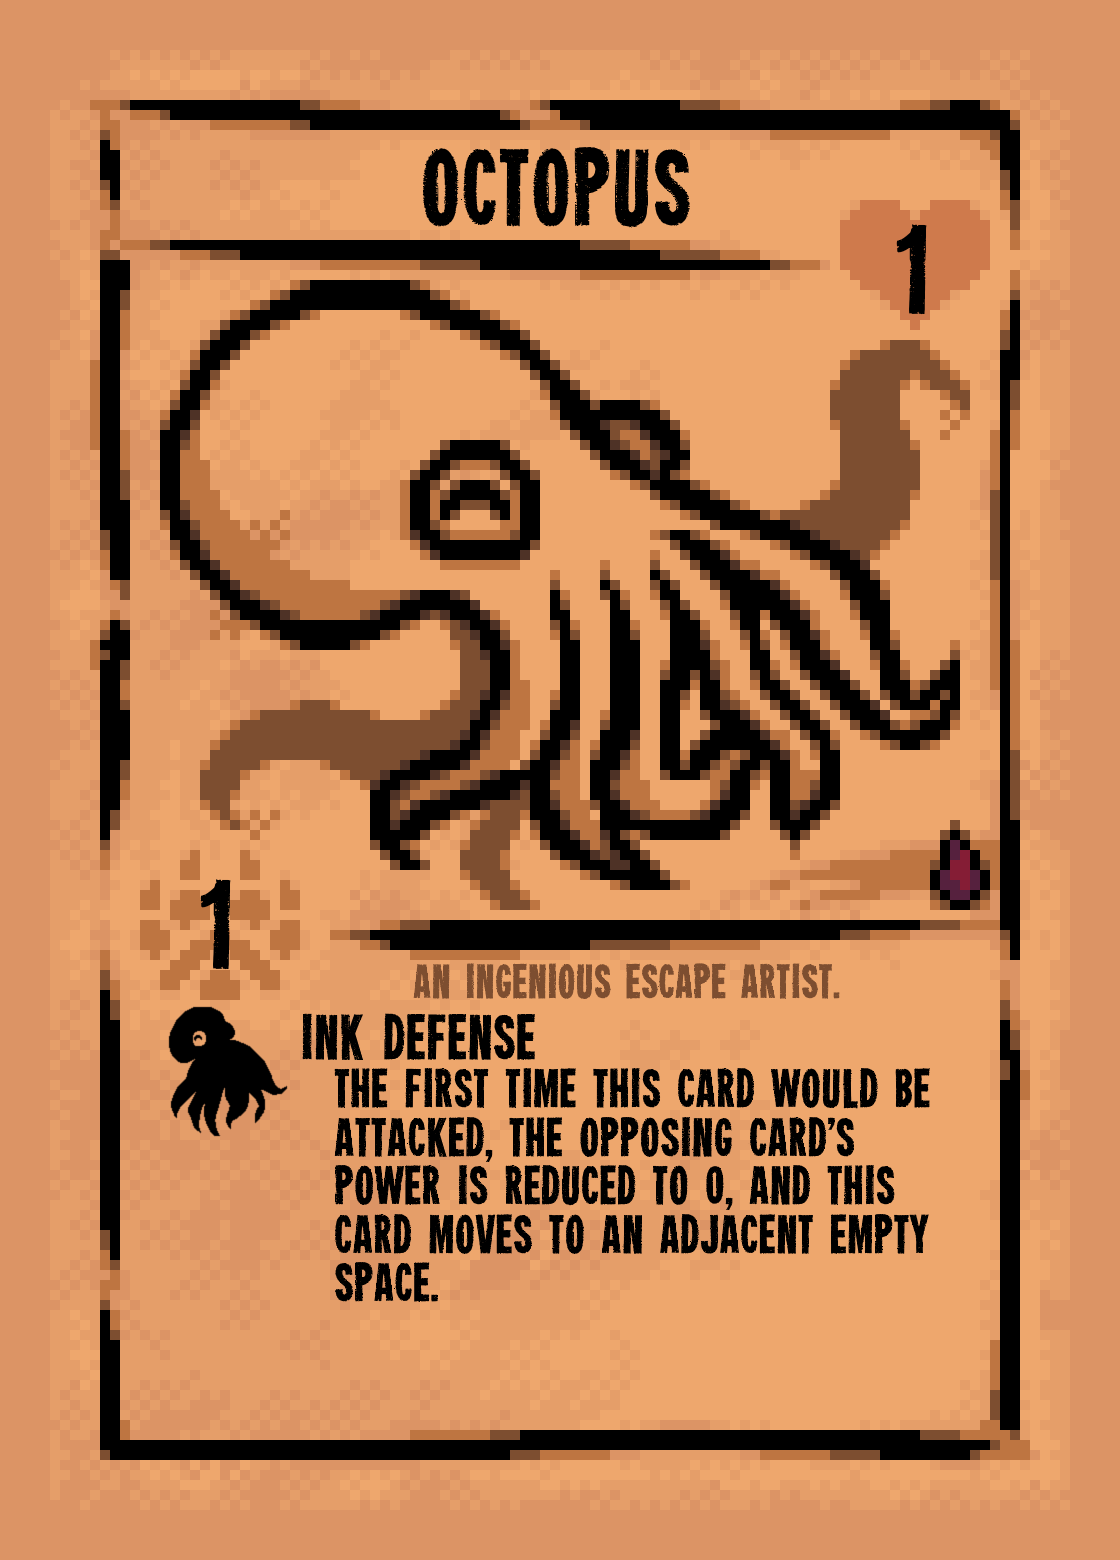 OCTOPUS
1
1
AN INGENIOUS ESCAPE ARTIST.
INK DEFENSE
THE FIRST TIME THIS CARD WOULD BE
ATTACKED, THE OPPOSING CARD'S
POWER IS REDUCED TO 0, AND THIS
CARD MOVES TO AN ADJACENT EMPTY
SPACE.